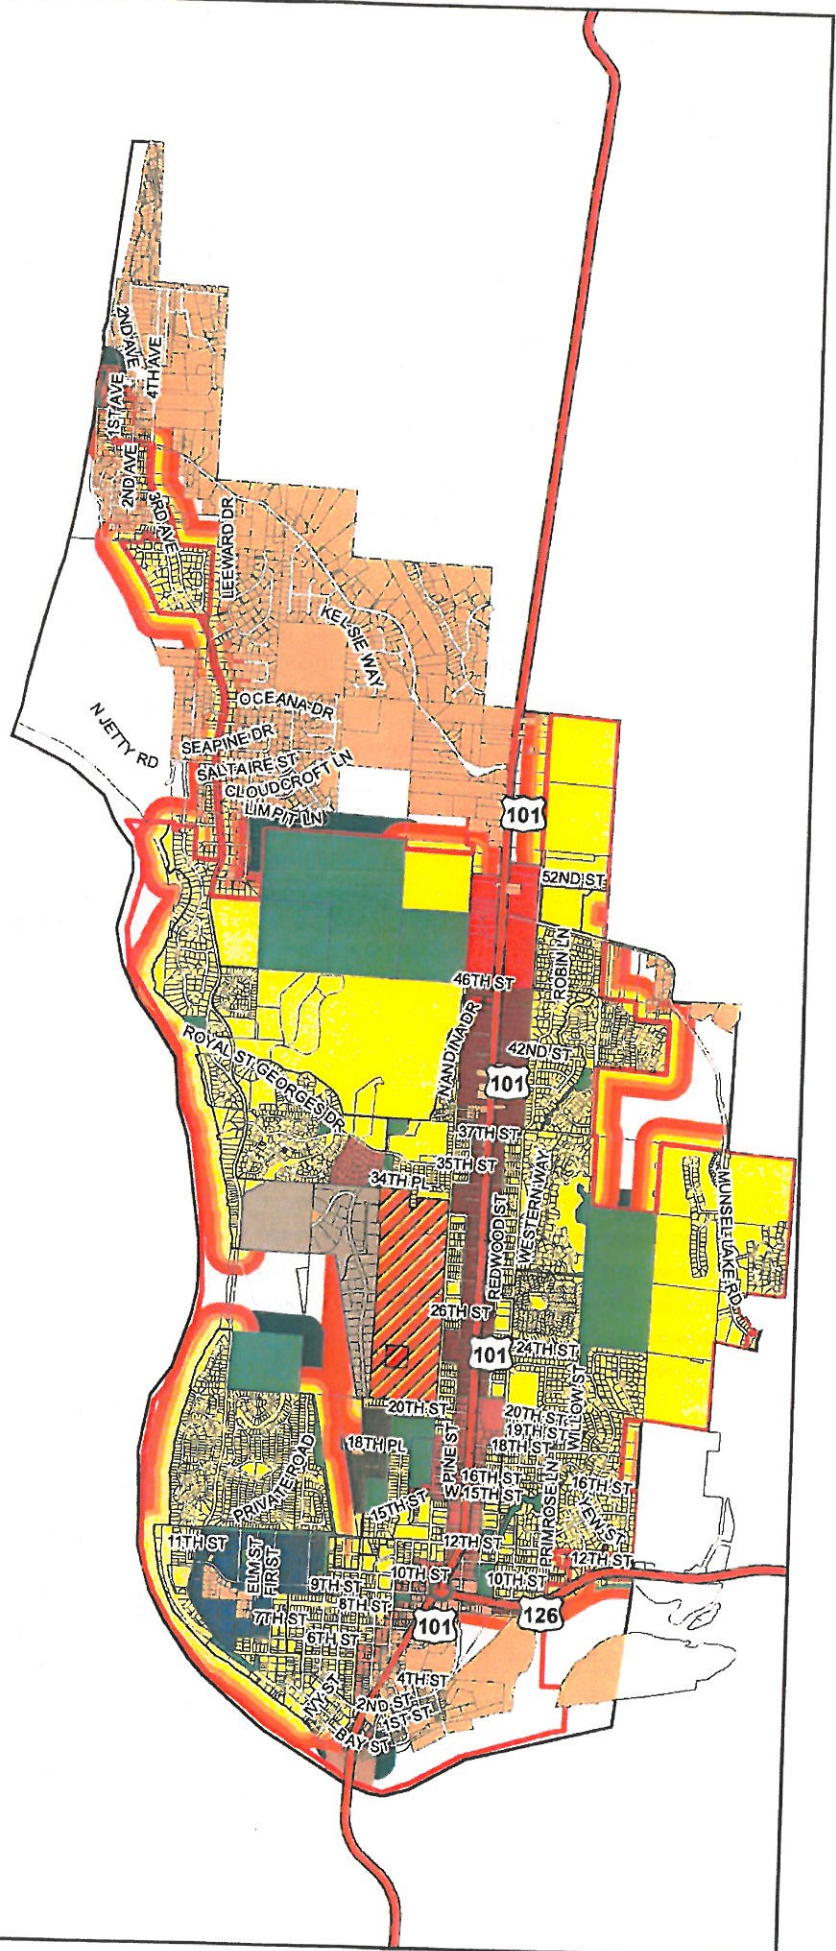 2ND AVE
4TH AVE
1ST AVE
2ND AVE
3RD AVE
LEEWARD DR
KELSIE WAY
OCEANA DR
N JETTY RD
SEAPINE DR
SALTAIRE ST
CLOUDCROFT LN
LIMPIT LN
101
52ND ST
ROBIN LN
46TH ST
NANDINA DR
42ND ST
ROYAL ST GEORGES DR
101
37TH ST
35TH ST
34TH PL
WESTERN WAY
MUNSEL LAKE RD
REDWOOD ST
26TH ST
101
24TH ST
WILLOW ST
20TH ST
20TH ST
19TH ST
18TH PL
18TH ST
PINE ST
16TH ST
16TH ST
W 15TH ST
PRIVATE ROAD
15TH ST
PRIMROSE LN
YEW ST
11TH ST
12TH ST
12TH ST
ELM ST
FIR ST
10TH ST
10TH ST
9TH ST
8TH ST
7TH ST
126
101
6TH ST
4TH ST
IVY ST
2ND ST
1ST ST
BAY ST